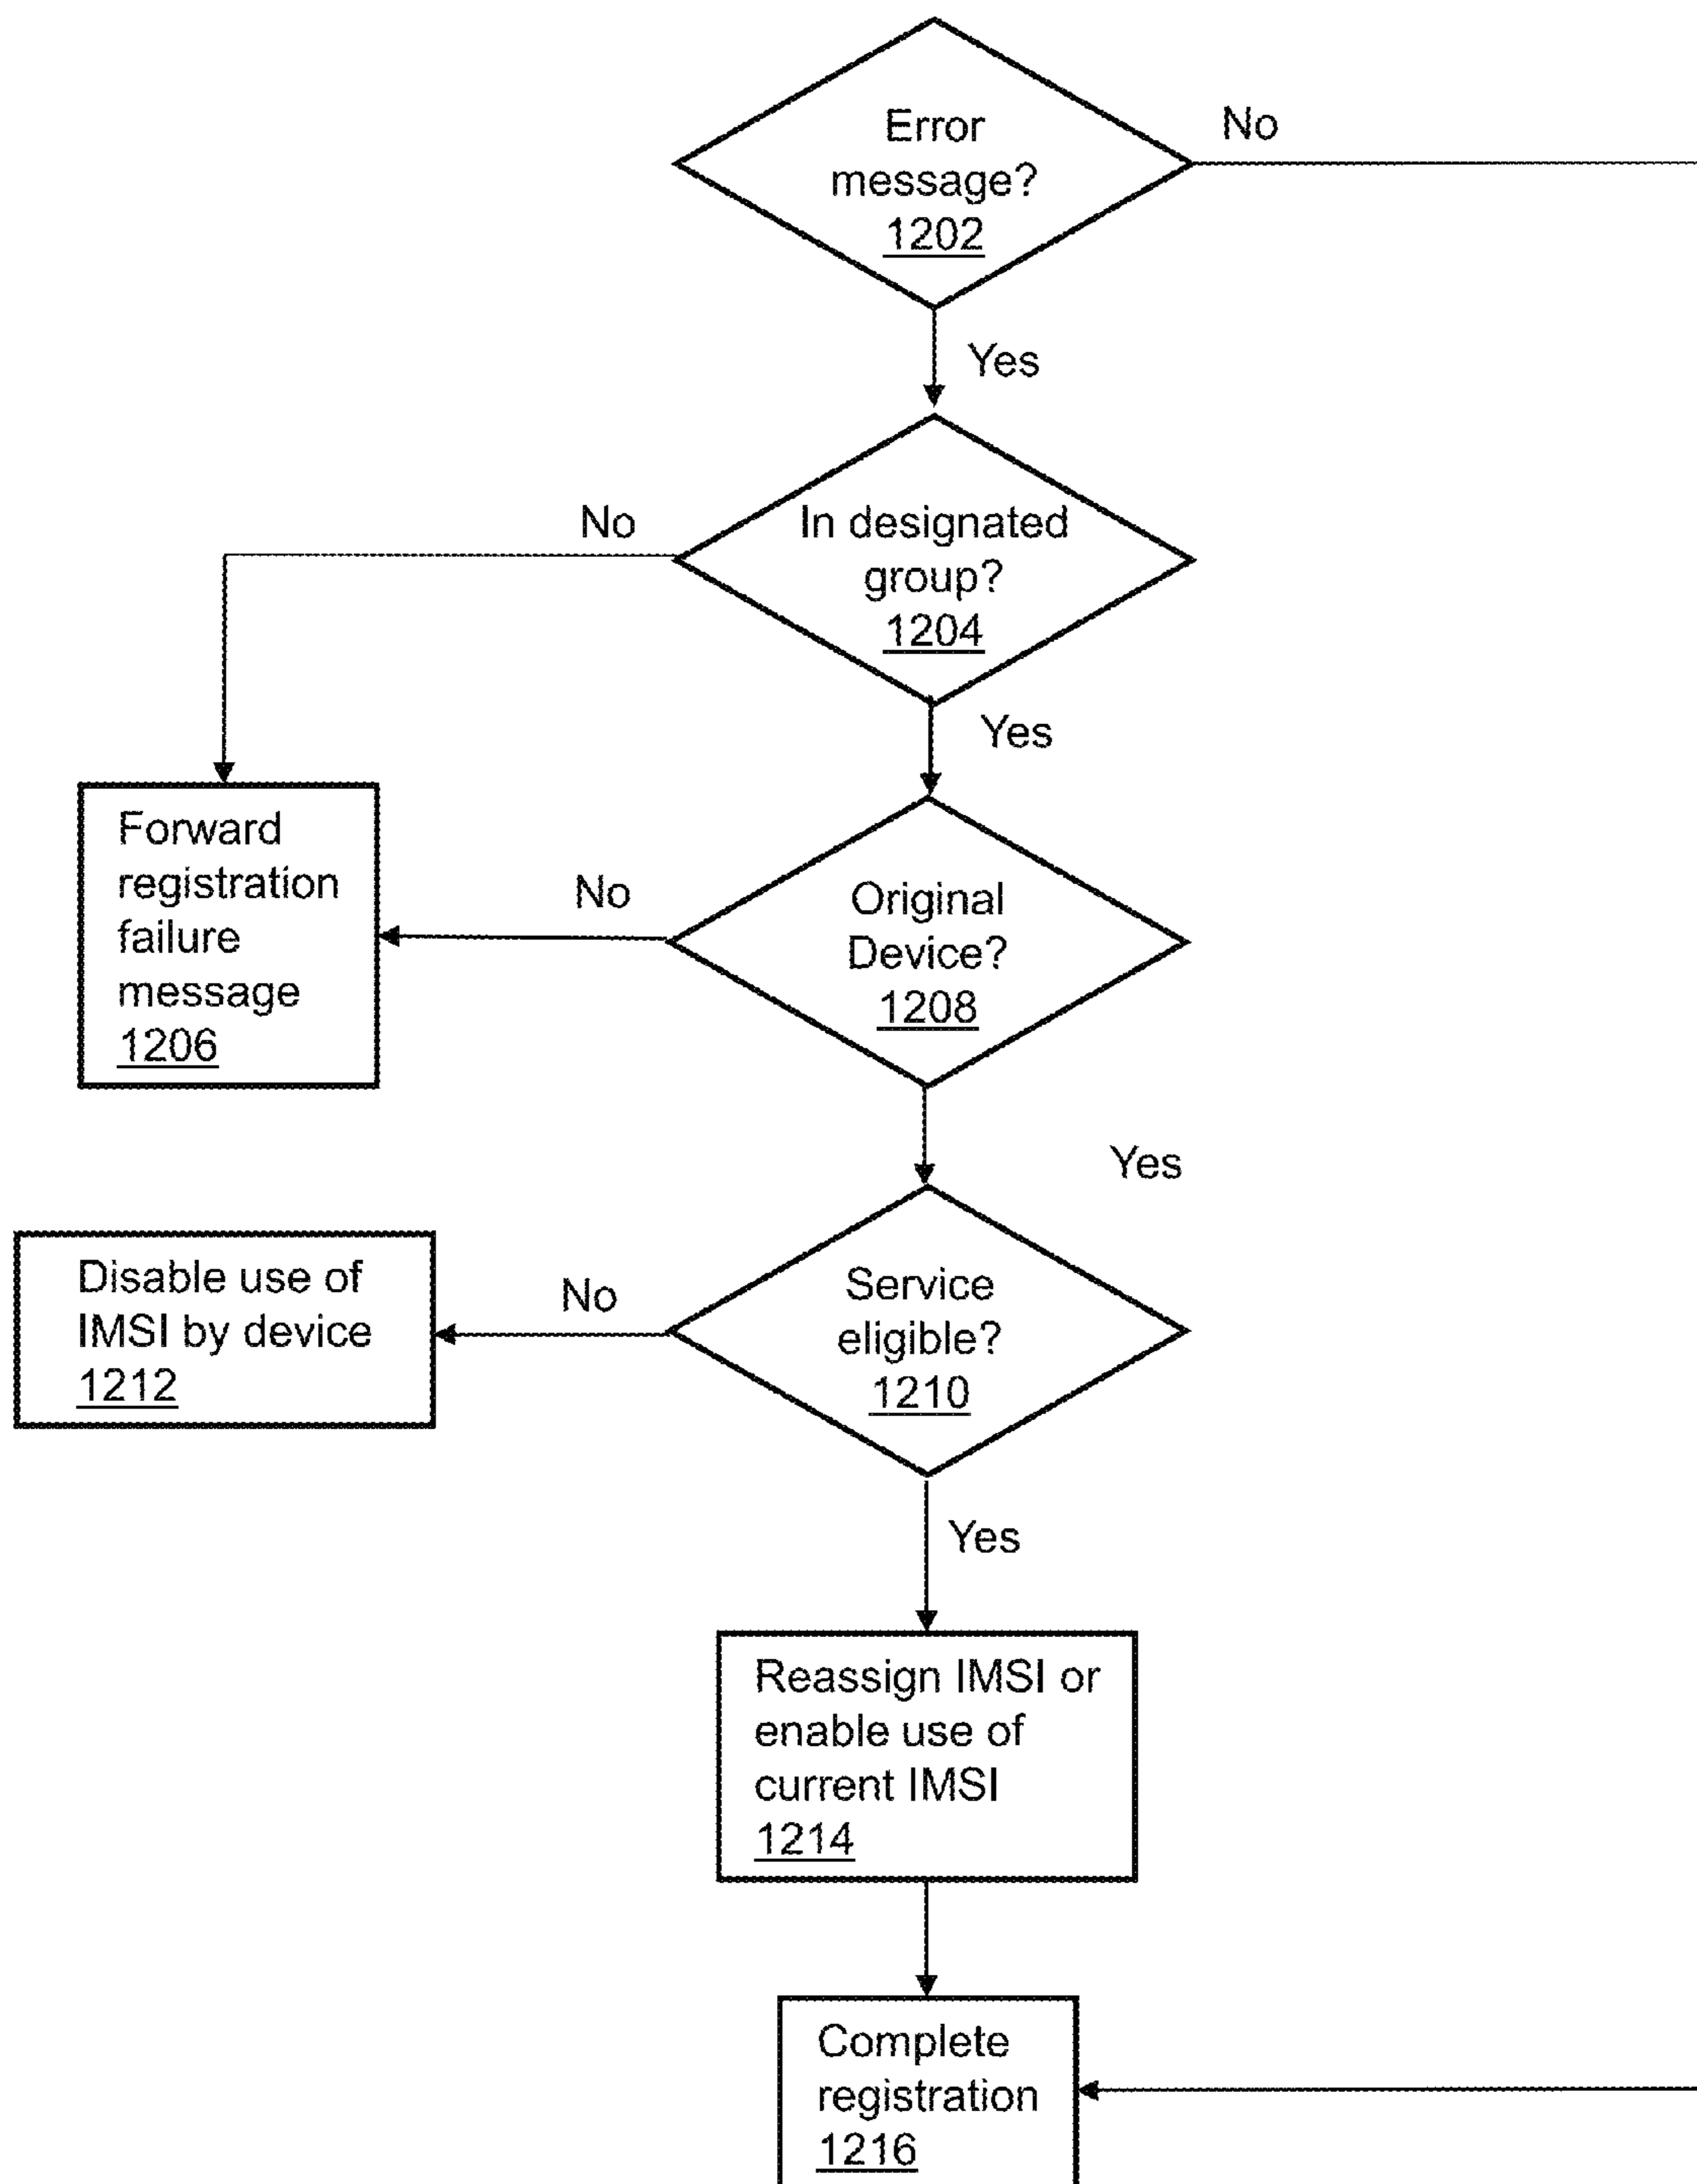 Error
message?
1202
No
Yes
No
In designated
group?
1204
Yes
Forward
registration
failure
message
1206
No
Original
Device?
1208
Yes
Disable use of
IMSI by device
1212
No
Service
eligible?
1210
Yes
Reassign IMSI or
enable use of
current IMSI
1214
Complete
registration
1216